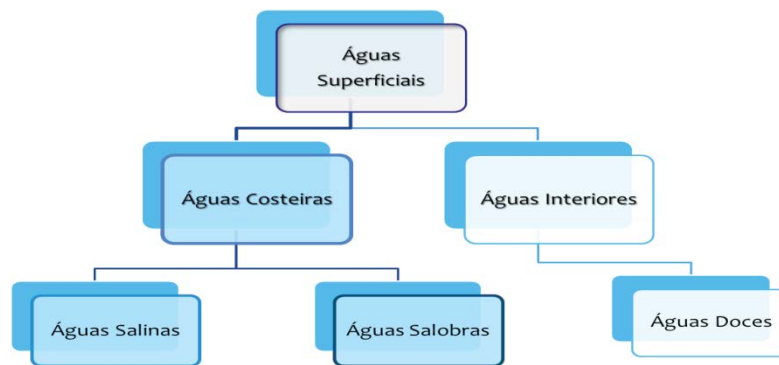 Águas
Superficiais
Águas Costeiras
Águas Interiores
Águas Salinas
Águas Salobras
Águas Doces